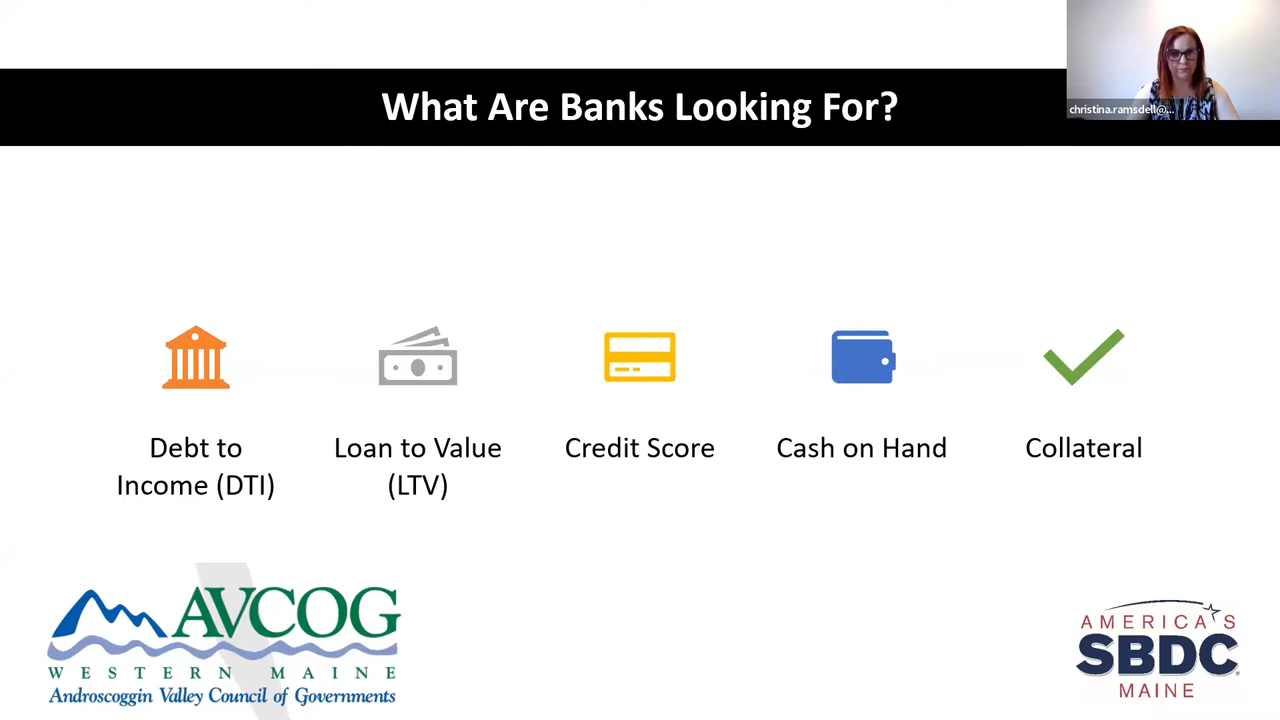 What Are Banks Looking For?
christina.ramsdell@...
Debt to
Income (DTI)
Loan to Value
(LTV)
Credit Score
Cash on Hand
Collateral
AVCOG
WESTERN MAINE
Androscoggin Valley Council of Governments
AMERICA'S
SBDC
MAINE